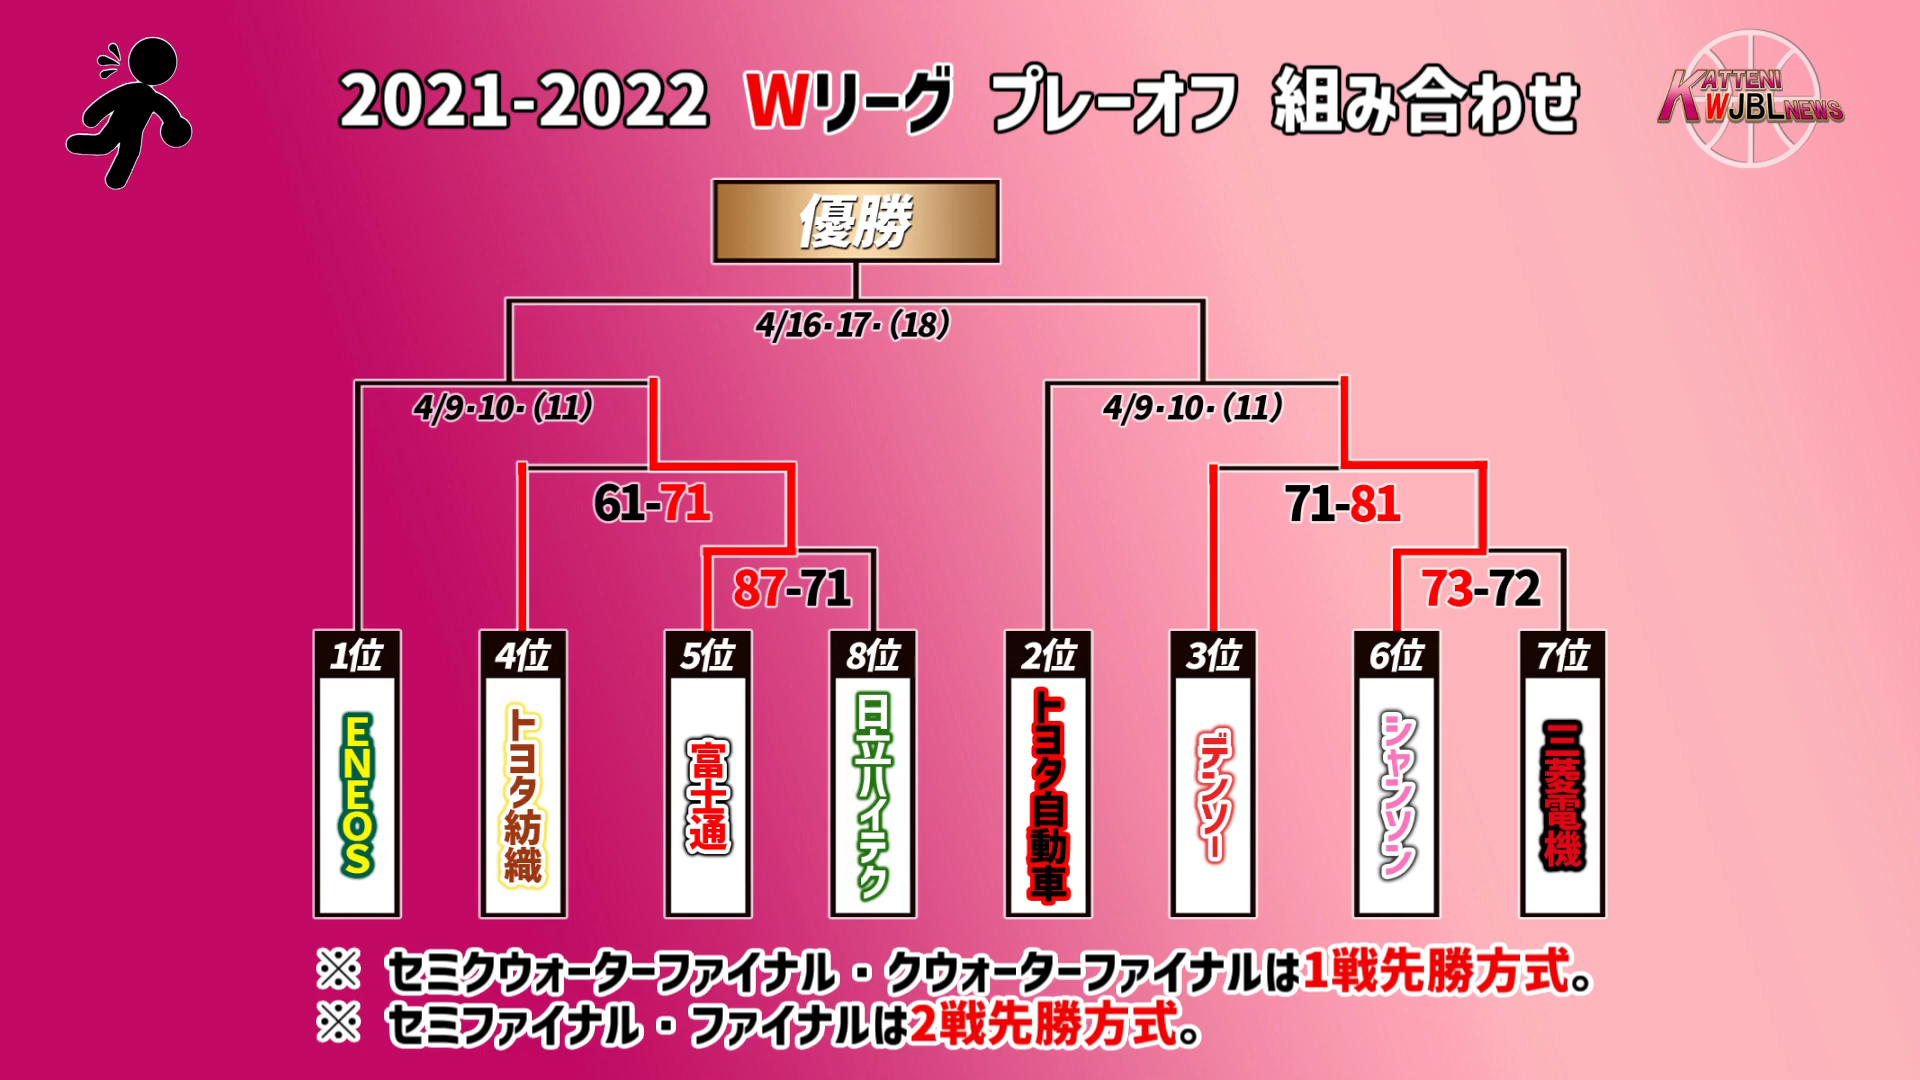 2021-2022 Wリーグ プレーオフ 組み合わせ
KATTENI
WJBLNEWS
優勝
4/16・17・(18)
4/9・10・(11)
4/9・10・(11)
61-71
71-81
87-71
73-72
1位
4位
5位
8位
2位
3位
6位
7位
ENEOS
トヨタ紡織
富士通
日立ハイテク
トヨタ自動車
デンソー
シャンソン
三菱電機
※ セミクウォーターファイナル・クウォーターファイナルは1戦先勝方式。
※ セミファイナル・ファイナルは2戦先勝方式。